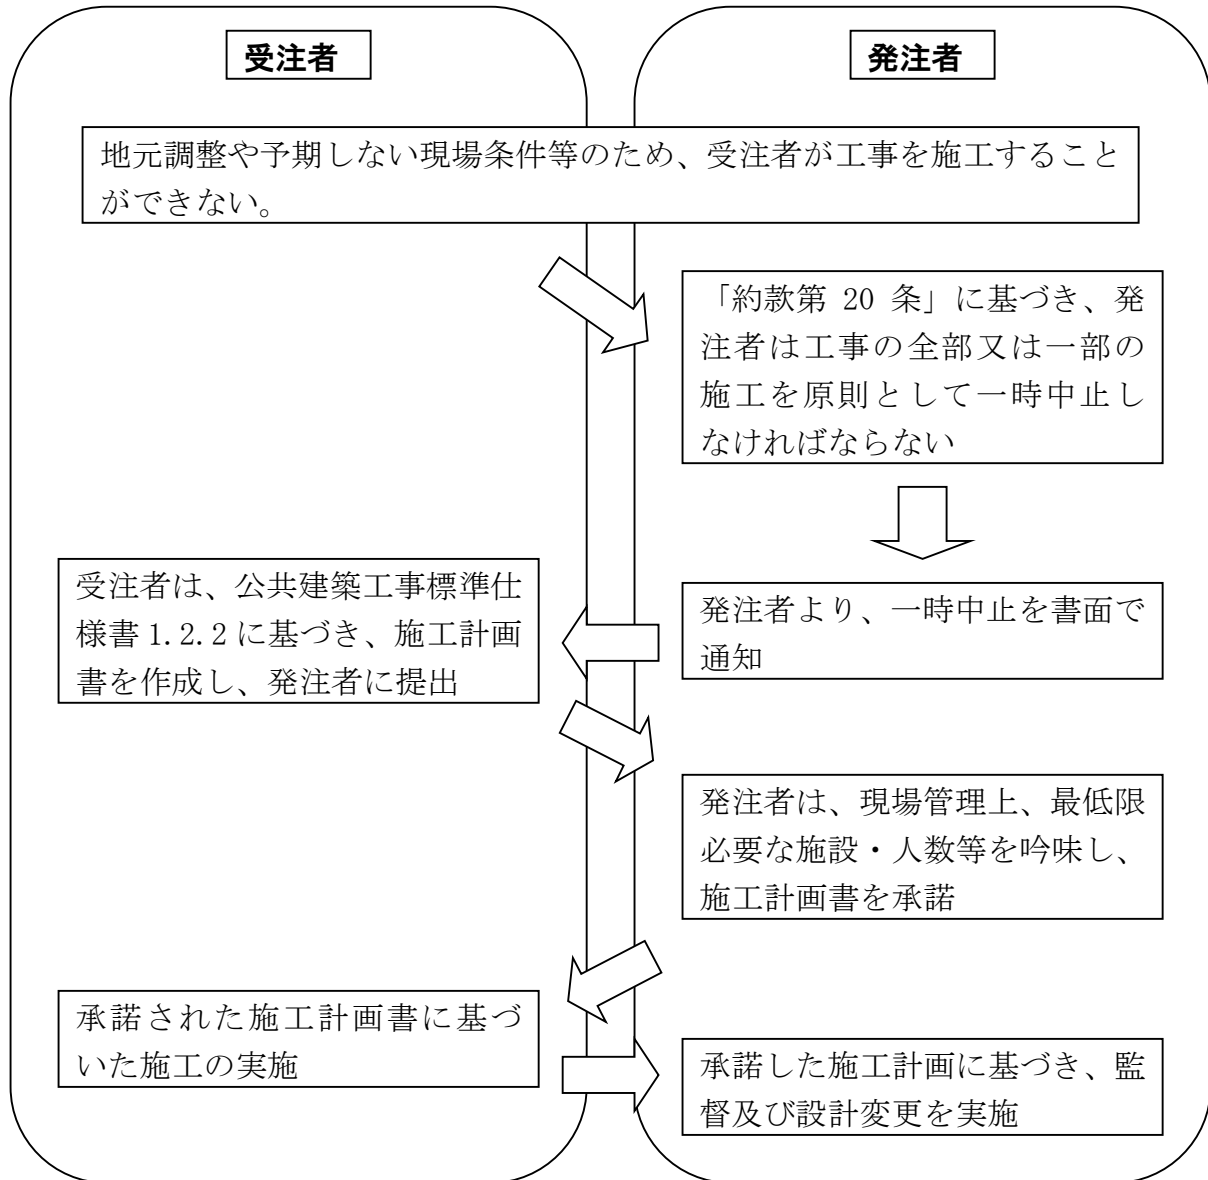 受注者
発注者
地元調整や予期しない現場条件等のため、受注者が工事を施工すること
ができない。
「約款第 20 条」に基づき、発
注者は工事の全部又は一部の
施工を原則として一時中止し
なければならない
発注者より、一時中止を書面で
通知
受注者は、公共建築工事標準仕
様書 1.2.2 に基づき、施工計画
書を作成し、発注者に提出
発注者は、現場管理上、最低限
必要な施設・人数等を吟味し、
施工計画書を承諾
承諾された施工計画書に基づ
いた施工の実施
承諾した施工計画に基づき、監
督及び設計変更を実施